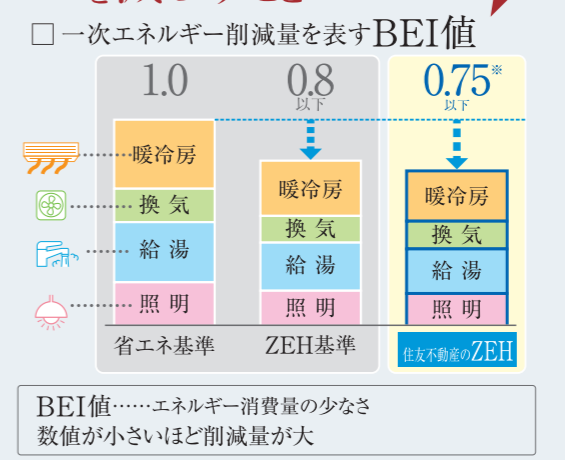 □ 一次エネルギー削減量を表すBEI値
1.0
0.8
以下
0.75※
以下
暖冷房
換気
給湯
照明
暖冷房
換気
給湯
照明
暖冷房
換気
給湯
照明
省エネ基準
ZEH基準
住友不動産のZEH
BEI値……エネルギー消費量の少なさ
数値が小さいほど削減量が大